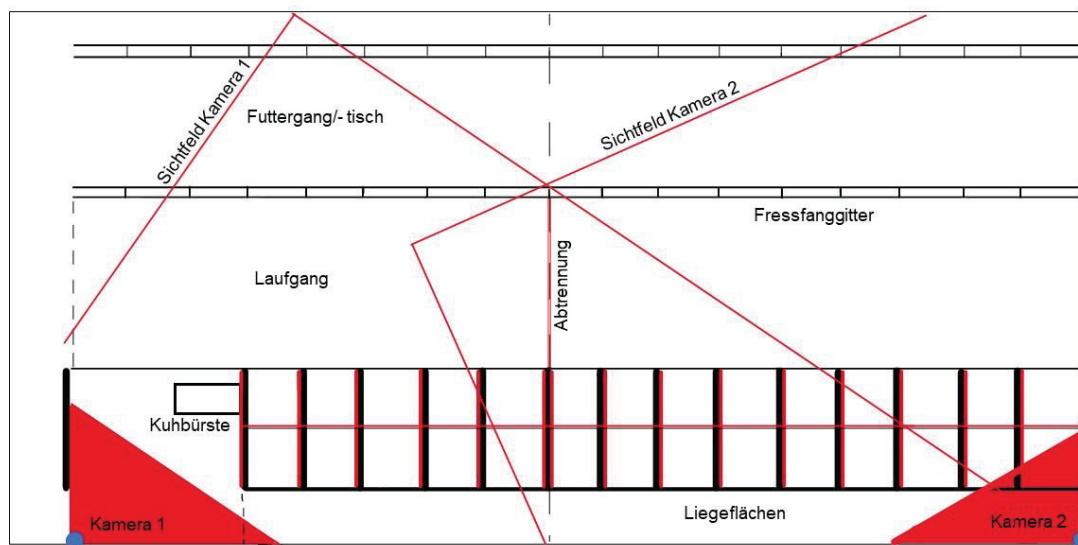 Sichtfeld Kamera 1
Futtergang/- tisch
Sichtfeld Kamera 2
Fressfanggitter
Laufgang
Abtrennung
Kuhbürste
Liegeflächen
Kamera 1
Kamera 2